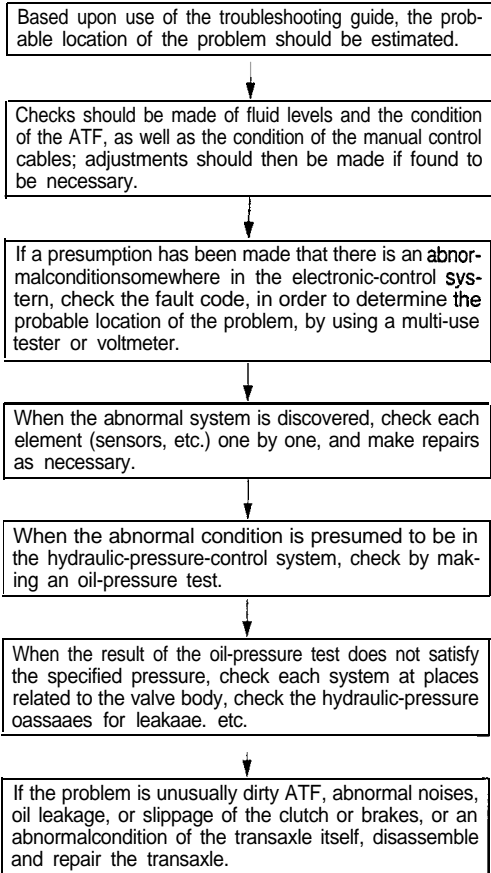 Based upon use of the troubleshooting guide, the prob-
able location of the problem should be estimated.
Checks should be made of fluid levels and the condition
of the ATF, as well as the condition of the manual control
cables; adjustments should then be made if found to
be necessary.
If a presumption has been made that there is an abnor-
malconditionsomewhere in the electronic-control sys-
tern, check the fault code, in order to determine the
probable location of the problem, by using a multi-use
tester or voltmeter.
When the abnormal system is discovered, check each
element (sensors, etc.) one by one, and make repairs
as necessary.
When the abnormal condition is presumed to be in
the hydraulic-pressure-control system, check by mak-
ing an oil-pressure test.
When the result of the oil-pressure test does not satisfy
the specified pressure, check each system at places
related to the valve body, check the hydraulic-pressure
oassaaes for leakaae. etc.
If the problem is unusually dirty ATF, abnormal noises,
oil leakage, or slippage of the clutch or brakes, or an
abnormalcondition of the transaxle itself, disassemble
and repair the transaxle.